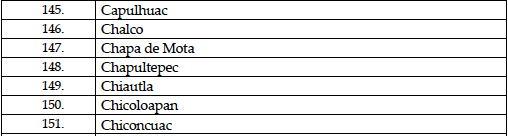 145. Capulhuac
146. Chalco
147. Chapa de Mota
148. Chapultepec
149. Chiautla
150. Chicoloapan
151. Chiconcuac